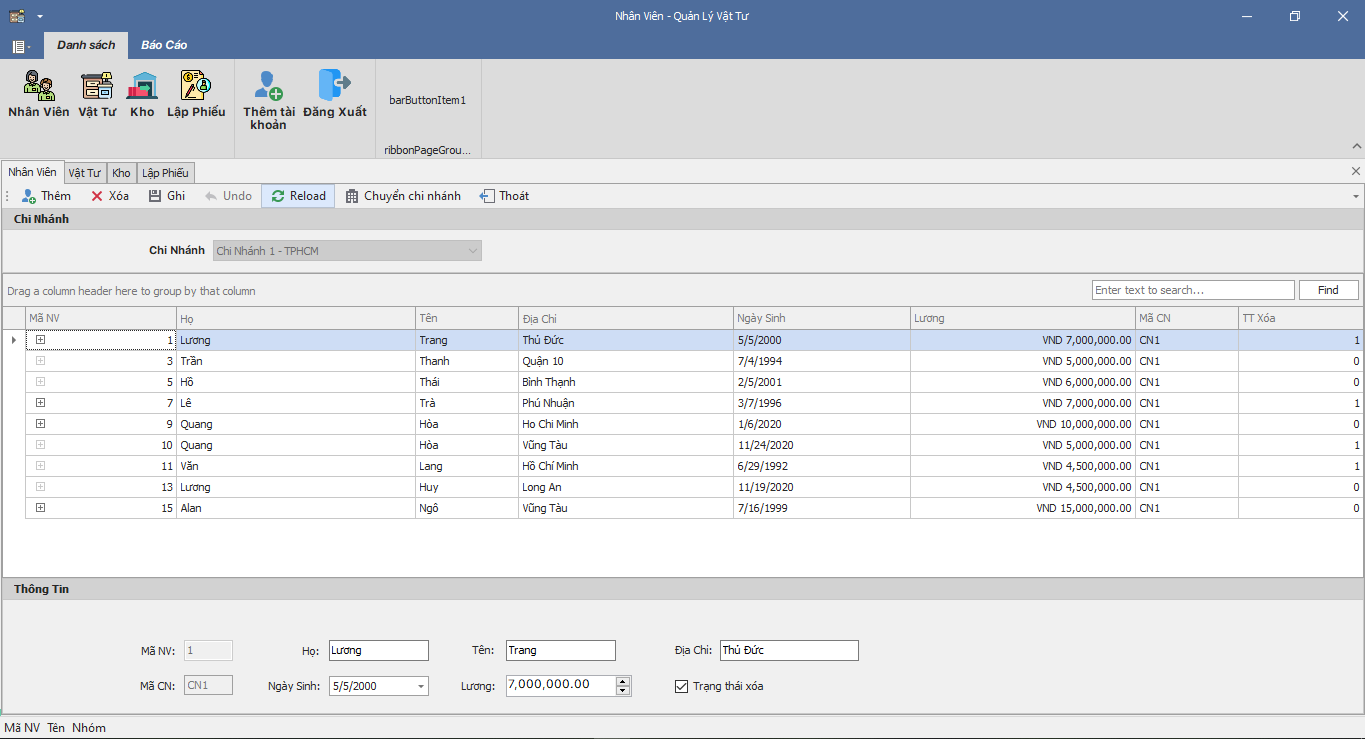 Nhân Viên - Quản Lý Vật Tư
Danh sách Báo Cáo
Nhân Viên Vật Tư Kho Lập Phiếu Thêm tài khoản Đăng Xuất barButtonItem1
ribbonPageGrou...
Nhân Viên Vật Tư Kho Lập Phiếu
Thêm Xóa Ghi Undo Reload Chuyển chi nhánh Thoát
Chi Nhánh
Chi Nhánh Chi Nhánh 1 - TPHCM
Drag a column header here to group by that column Enter text to search... Find
Mã NV Họ Tên Địa Chỉ Ngày Sinh Lương Mã CN TT Xóa
1 Lương Trang Thủ Đức 5/5/2000 VND 7,000,000.00 CN1 1
3 Trần Thanh Quận 10 7/4/1994 VND 5,000,000.00 CN1 0
5 Hồ Thái Bình Thạnh 2/5/2001 VND 6,000,000.00 CN1 0
7 Lê Trà Phú Nhuận 3/7/1996 VND 7,000,000.00 CN1 1
9 Quang Hòa Ho Chi Minh 1/6/2020 VND 10,000,000.00 CN1 0
10 Quang Hòa Vũng Tàu 11/24/2020 VND 5,000,000.00 CN1 1
11 Văn Lang Hồ Chí Minh 6/29/1992 VND 4,500,000.00 CN1 1
13 Lương Huy Long An 11/19/2020 VND 4,500,000.00 CN1 0
15 Alan Ngô Vũng Tàu 7/16/1999 VND 15,000,000.00 CN1 0
Thông Tin
Mã NV: 1 Họ: Lương Tên: Trang Địa Chỉ: Thủ Đức
Mã CN: CN1 Ngày Sinh: 5/5/2000 Lương: 7,000,000.00 Trạng thái xóa
Mã NV Tên Nhóm